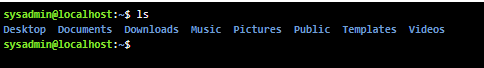 sysadmin@localhost:~$ ls
Desktop  Documents  Downloads  Music  Pictures  Public  Templates  Videos
sysadmin@localhost:~$